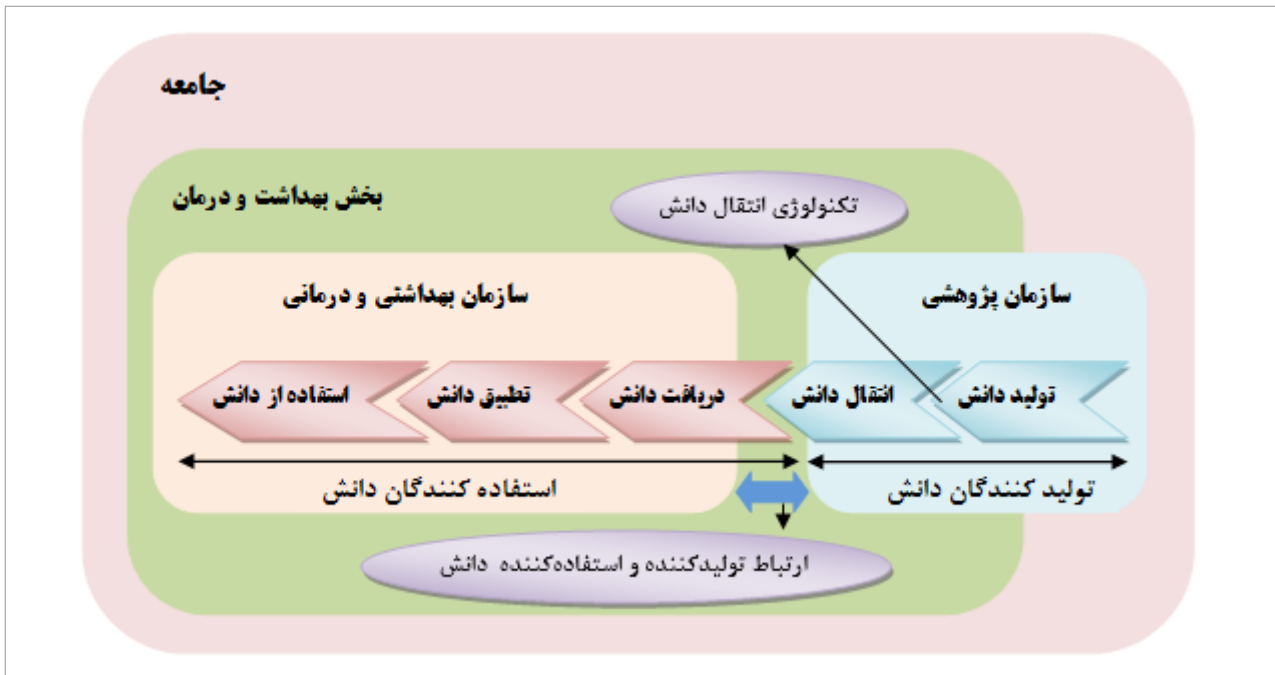 جامعه
بخش بهداشت و درمان
تکنولوژی انتقال دانش
سازمان پژوهشی
سازمان بهداشتی و درمانی
تولید دانش
انتقال دانش
دریافت دانش
تطبیق دانش
استفاده از دانش
تولید کنندگان دانش
استفاده کنندگان دانش
ارتباط تولیدکننده و استفاده‌کننده دانش